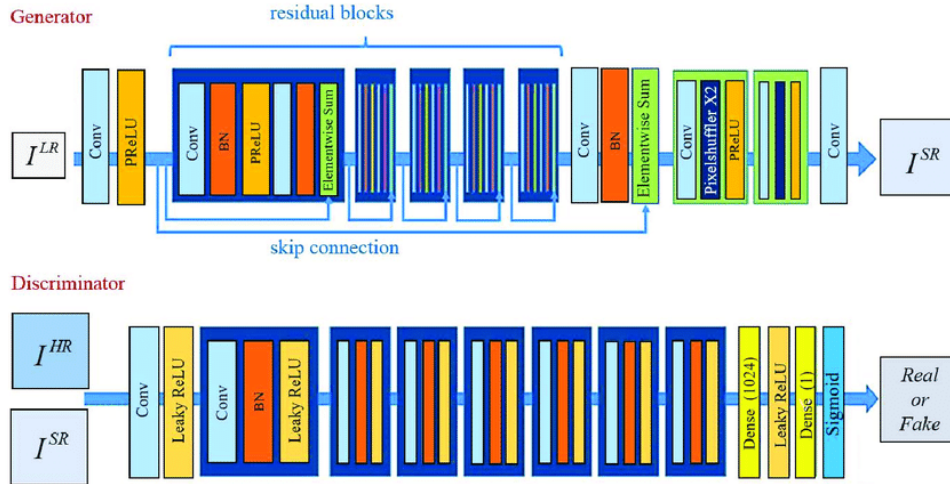 Generator
residual blocks
I^LR
Conv
PReLU
Conv
BN
PReLU
Elementwise Sum
Conv
BN
Elementwise Sum
Conv
Pixelshuffler X2
PReLU
Conv
I^SR
skip connection
Discriminator
I^HR
I^SR
Conv
Leaky ReLU
Conv
BN
Leaky ReLU
Dense (1024)
Leaky ReLU
Dense (1)
Sigmoid
Real
or
Fake